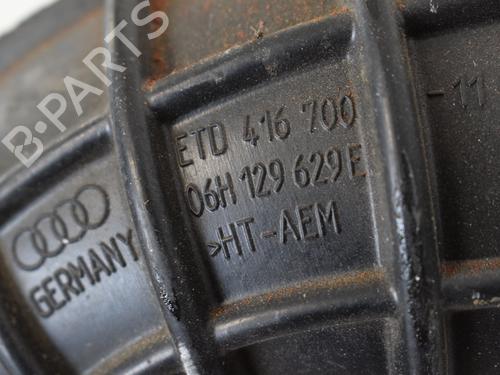 B-PARTS
ETD 416 700
06H 129 629 E
>HT-AEM
GERMANY
-11